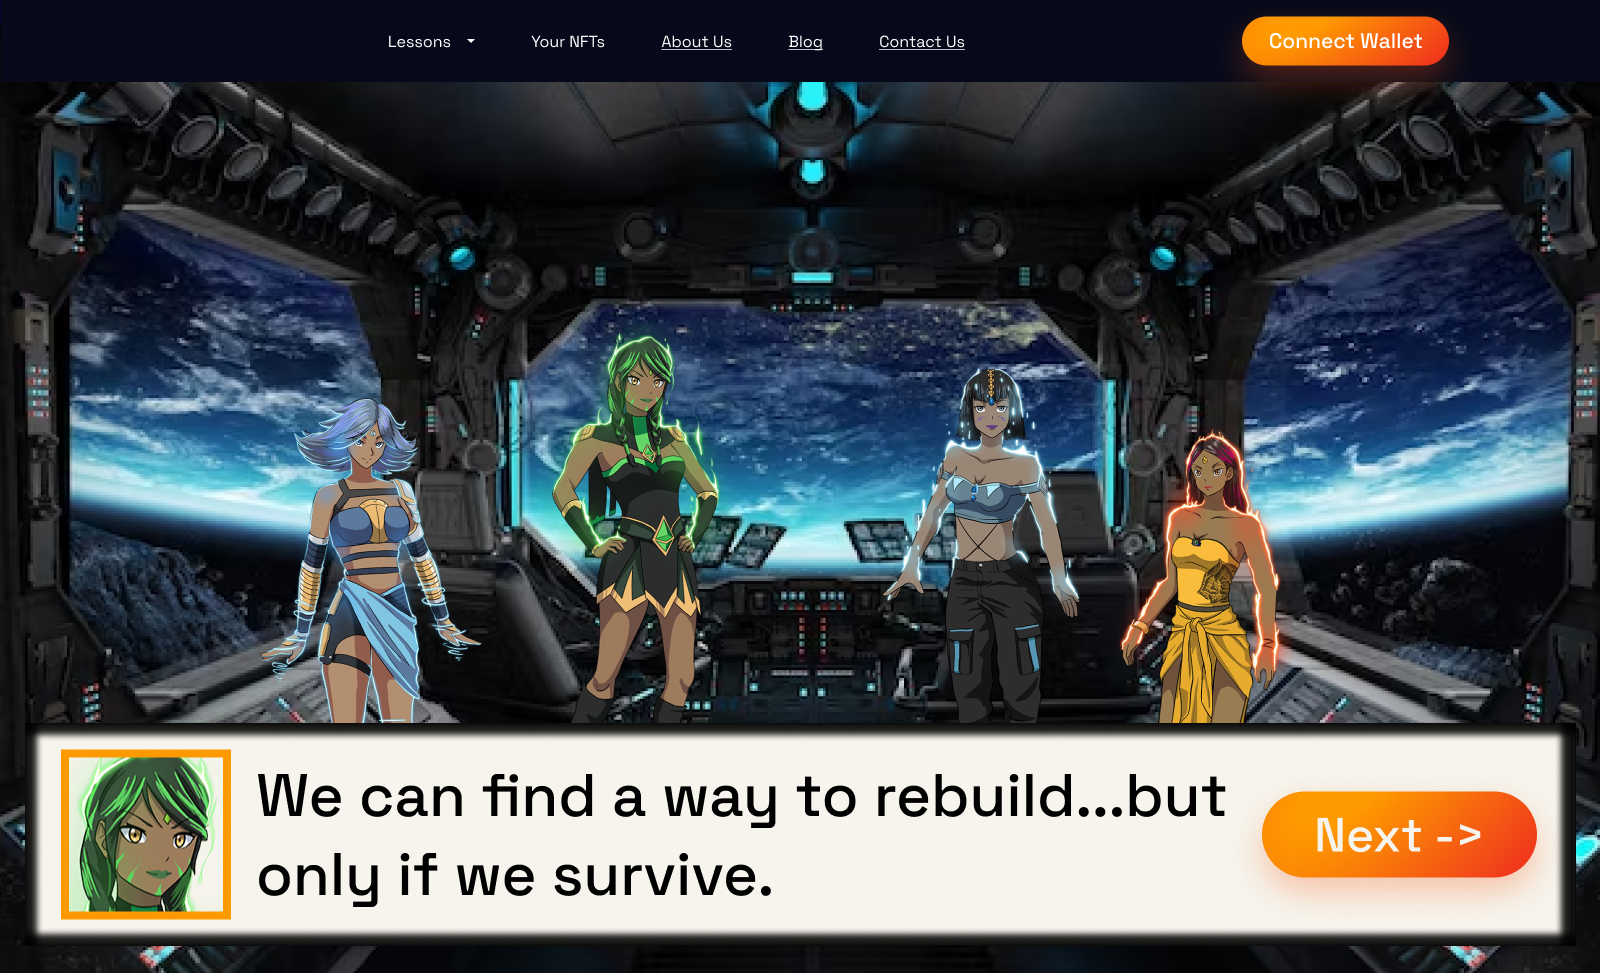 Lessons
Your NFTs
About Us
Blog
Contact Us
Connect Wallet
We can find a way to rebuild...but
only if we survive.
Next ->